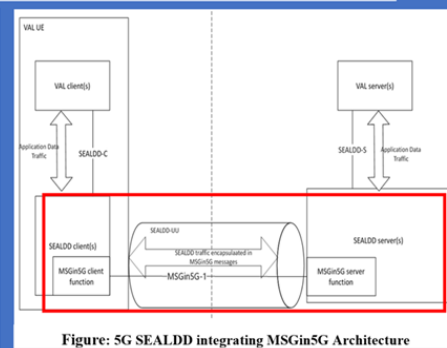 VAL UE
VAL client(s)
VAL server(s)
Application Data
Traffic
SEALDD-C
SEALDD-S
Application Data
Traffic
SEALDD-UU
SEALDD client(s)
SEALDD traffic encapsulaated in
MSGin5G messages
SEALDD server(s)
MSGin5G client
function
MSGin5G-1
MSGin5G server
function
Figure: 5G SEALDD integrating MSGin5G Architecture